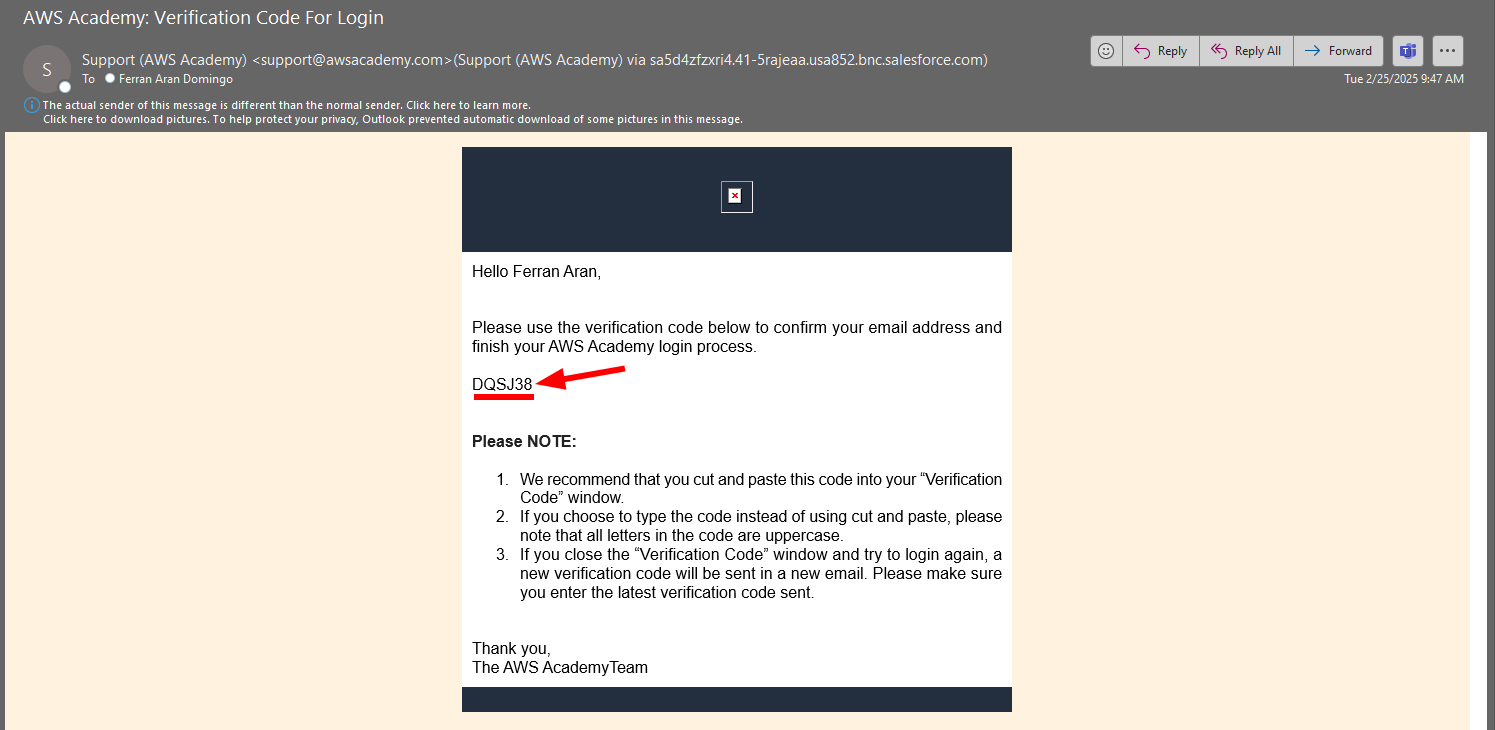 AWS Academy: Verification Code For Login
S
Support (AWS Academy) <support@awsacademy.com>(Support (AWS Academy) via sa5d4zfzxri4.41-5rajeaa.usa852.bnc.salesforce.com)
To Ferran Aran Domingo
Reply
Reply All
Forward
Tue 2/25/2025 9:47 AM
The actual sender of this message is different than the normal sender. Click here to learn more.
Click here to download pictures. To help protect your privacy, Outlook prevented automatic download of some pictures in this message.
Hello Ferran Aran,
Please use the verification code below to confirm your email address and
finish your AWS Academy login process.
DQSJ38
Please NOTE:
1. We recommend that you cut and paste this code into your “Verification
Code” window.
2. If you choose to type the code instead of using cut and paste, please
note that all letters in the code are uppercase.
3. If you close the “Verification Code” window and try to login again, a
new verification code will be sent in a new email. Please make sure
you enter the latest verification code sent.
Thank you,
The AWS AcademyTeam